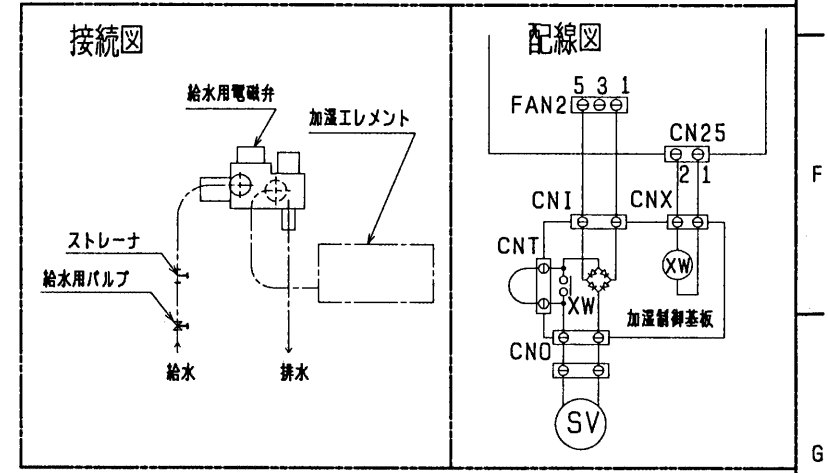 接続図
給水用電磁弁
加湿エレメント
ストレーナ
給水用バルブ
給水
排水
配線図
5 3 1
FAN2
CN25
2 1
CNI
CNX
CNT
XW
XW
加湿制御基板
CNO
SV
F
G